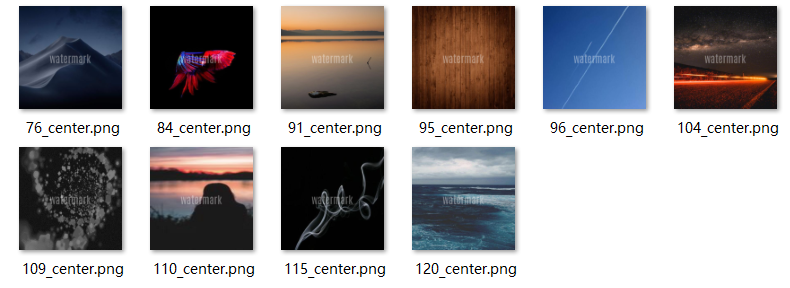 watermark watermark watermark watermark watermark watermark
76_center.png 84_center.png 91_center.png 95_center.png 96_center.png 104_center.png
watermark watermark watermark watermark
109_center.png 110_center.png 115_center.png 120_center.png